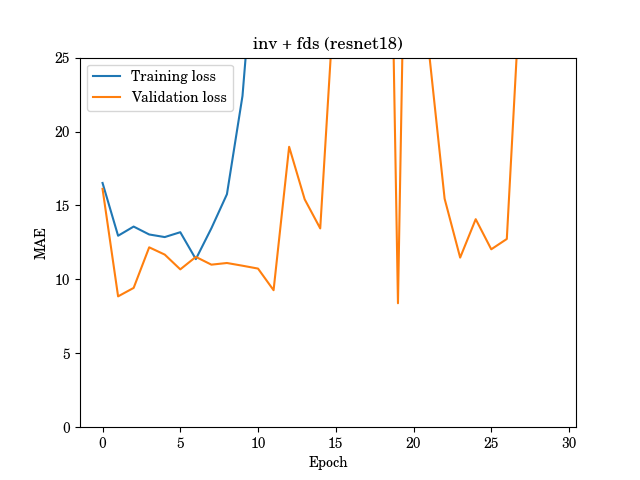 inv + fds (resnet18)
Training loss
Validation loss
MAE
25
20
15
10
5
0
0 5 10 15 20 25 30
Epoch